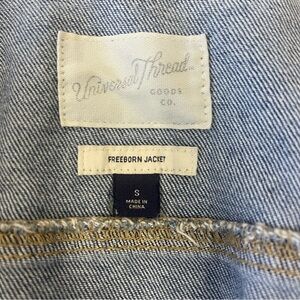 Universal Thread
GOODS
CO.
FREEBORN JACKET
S
MADE IN
CHINA